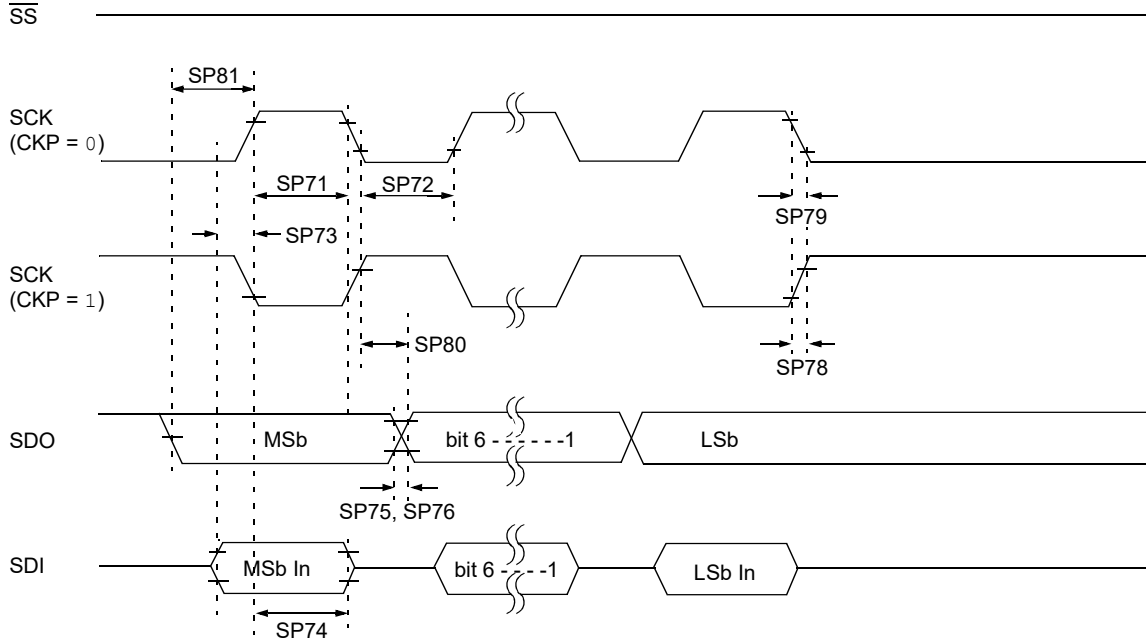 SS
SP81
SCK
(CKP = 0)
SP71
SP72
SP79
SP73
SCK
(CKP = 1)
SP80
SP78
SDO
MSb
bit 6 - - - - - -1
LSb
SP75, SP76
SDI
MSb In
bit 6 - - - - -1
LSb In
SP74